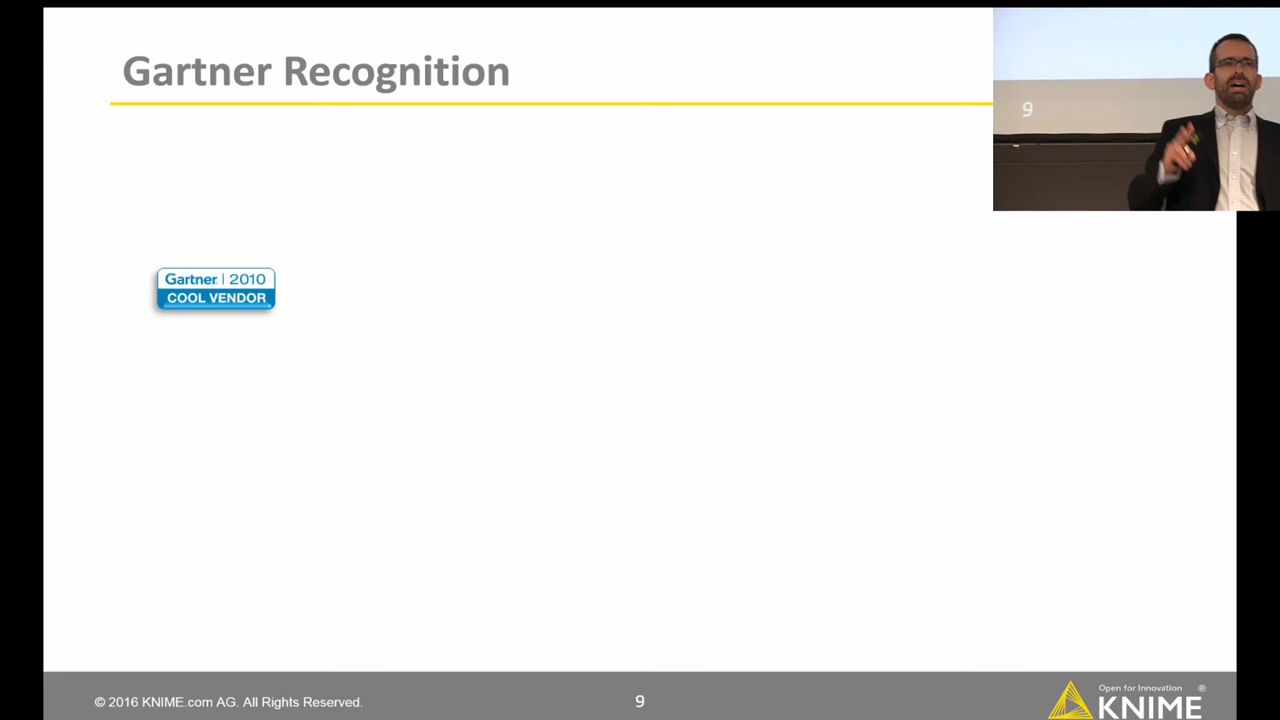 Gartner Recognition
9
Gartner | 2010
COOL VENDOR
© 2016 KNIME.com AG. All Rights Reserved.
9
Open for Innovation ®
KNIME